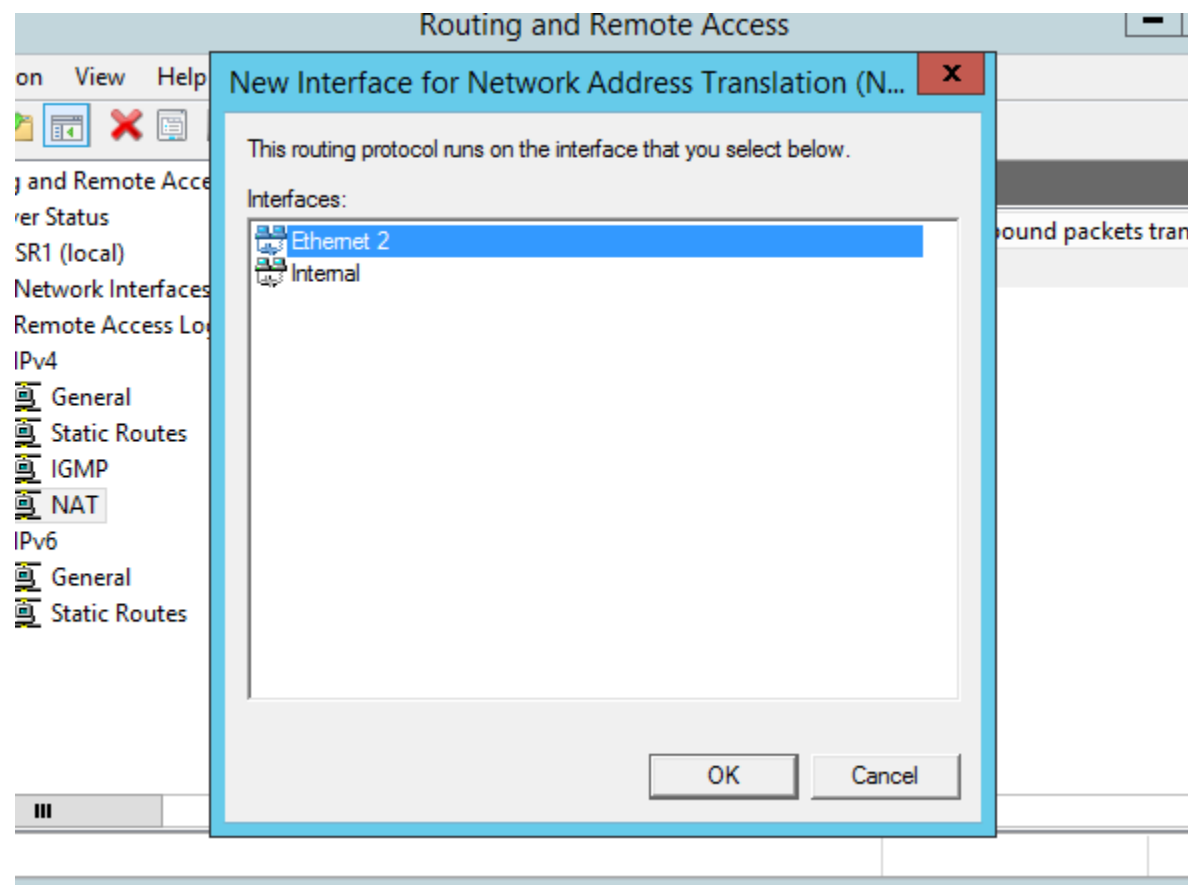 Routing and Remote Access
on View Help
New Interface for Network Address Translation (N...
This routing protocol runs on the interface that you select below.
Interfaces:
Ethernet 2
Internal
OK Cancel
g and Remote Acce
ver Status
SR1 (local)
Network Interfaces
Remote Access Log
IPv4
General
Static Routes
IGMP
NAT
IPv6
General
Static Routes
bound packets tran